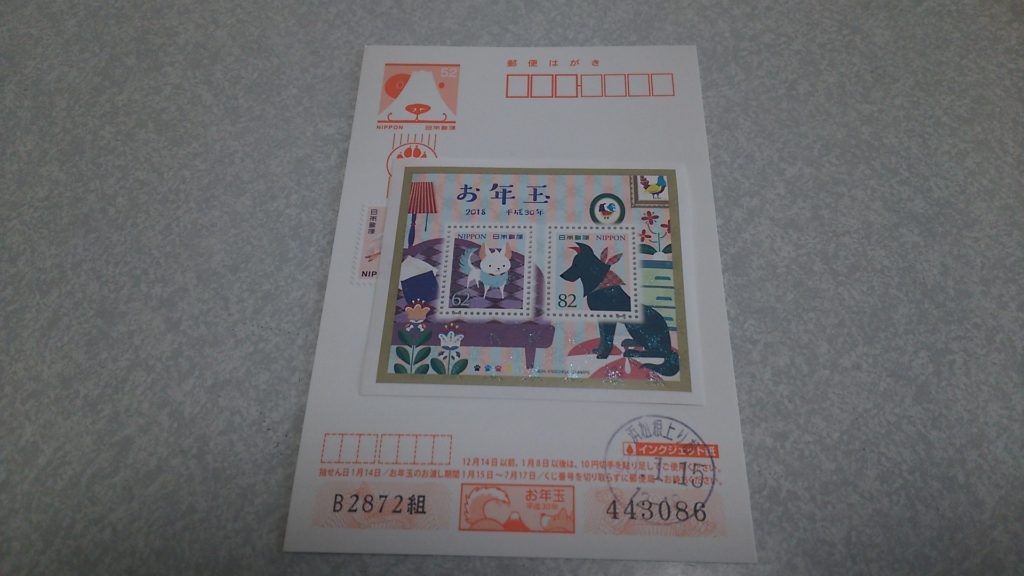 郵便はがき
52
NIPPON 日本郵便
お年玉
2018 平成30年
日本郵便
NIP
NIPPON 日本郵便
62
日本郵便 NIPPON
82
インクジェット紙
12月14日以前、1月8日以後は、10円切手を貼り足してご使用ください。
抽せん日1月14日/お年玉のお渡し期間1月15日~7月17日/くじ番号を切り取らずに郵便局へお持ちください。
15
B2872組
お年玉
平成30年
443086